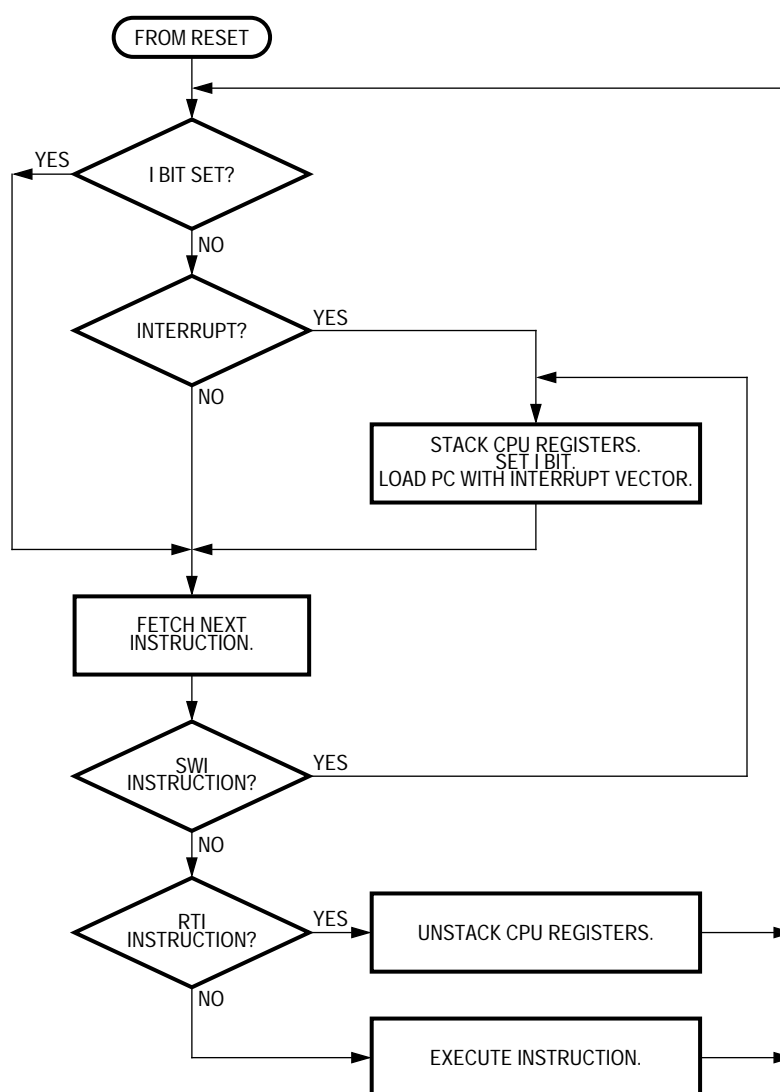 FROM RESET
YES
I BIT SET?
NO
INTERRUPT?
YES
NO
STACK CPU REGISTERS.
SET I BIT.
LOAD PC WITH INTERRUPT VECTOR.
FETCH NEXT
INSTRUCTION.
SWI
INSTRUCTION?
YES
NO
RTI
INSTRUCTION?
YES
UNSTACK CPU REGISTERS.
NO
EXECUTE INSTRUCTION.